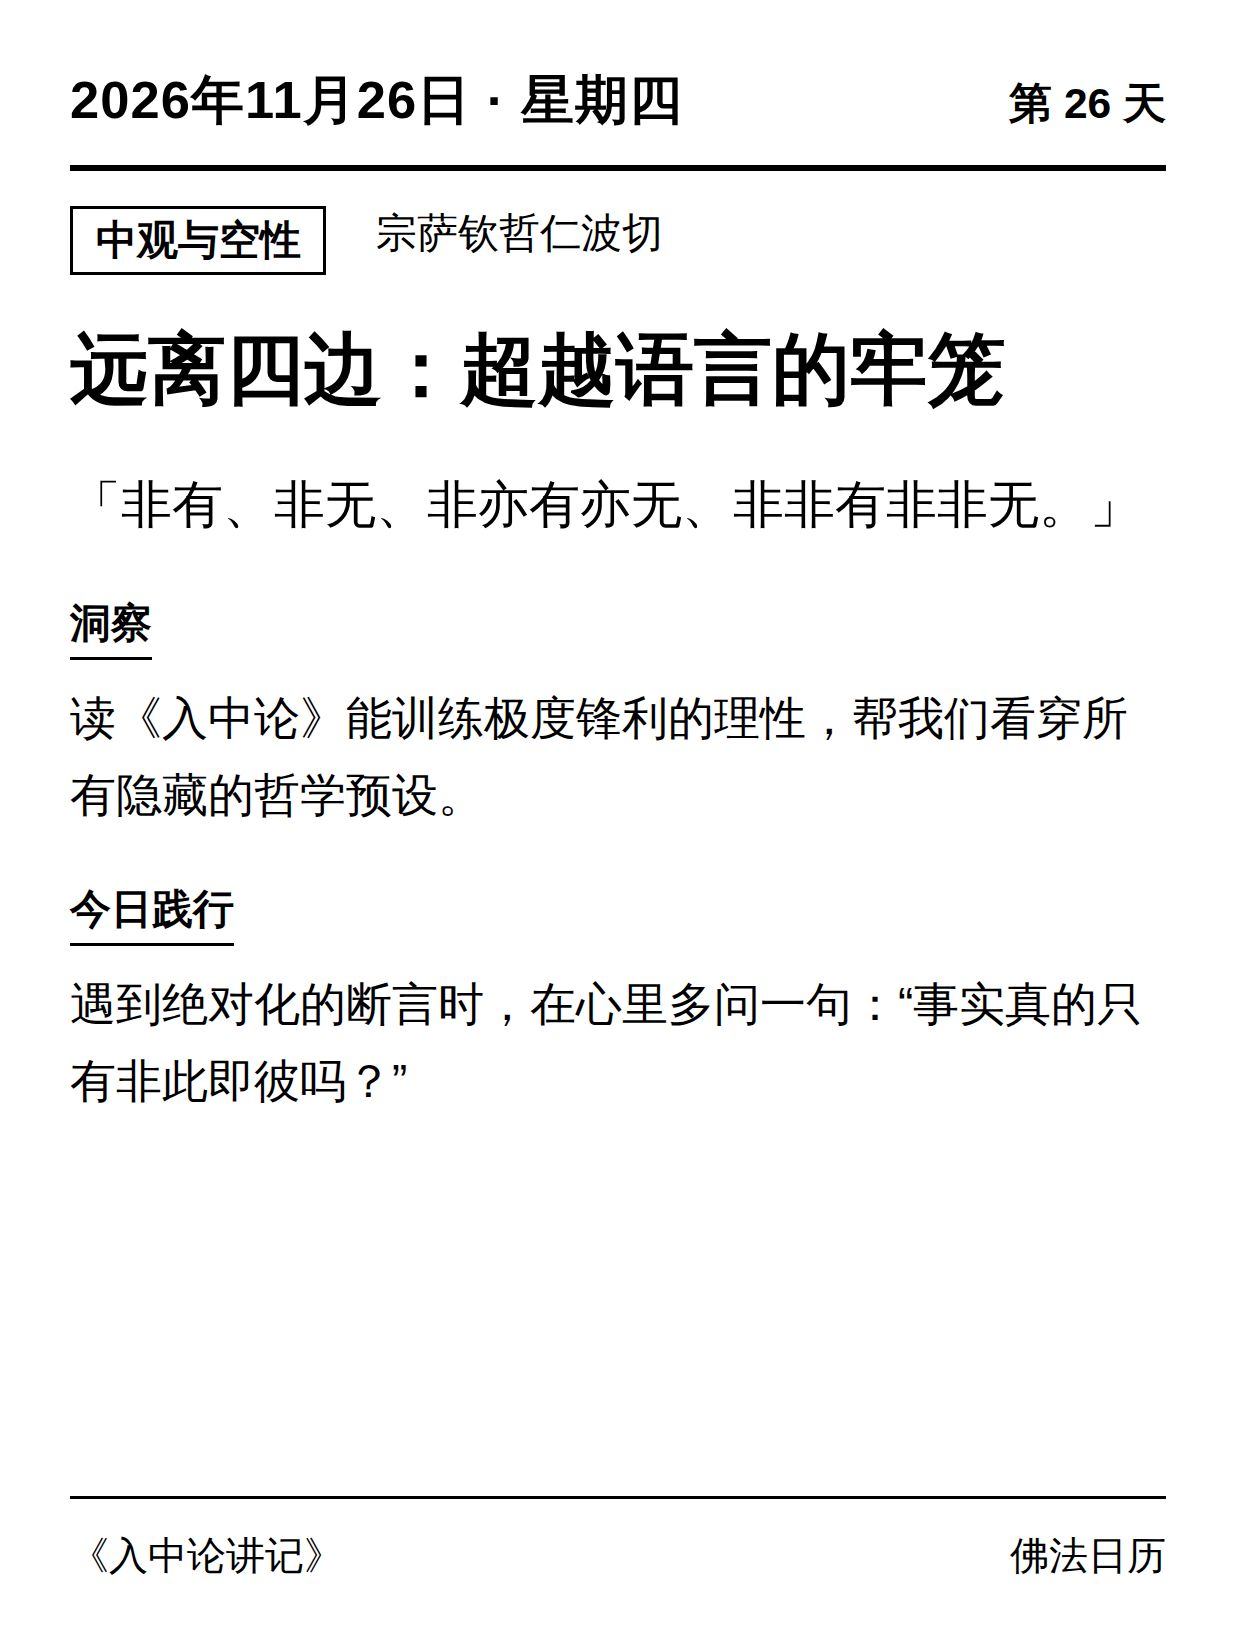 2026年11月26日 · 星期四
第 26 天
中观与空性
宗萨钦哲仁波切
远离四边：超越语言的牢笼
「非有、非无、非亦有亦无、非非有非非无。」
洞察
读《入中论》能训练极度锋利的理性，帮我们看穿所
有隐藏的哲学预设。
今日践行
遇到绝对化的断言时，在心里多问一句：“事实真的只
有非此即彼吗？”
《入中论讲记》
佛法日历